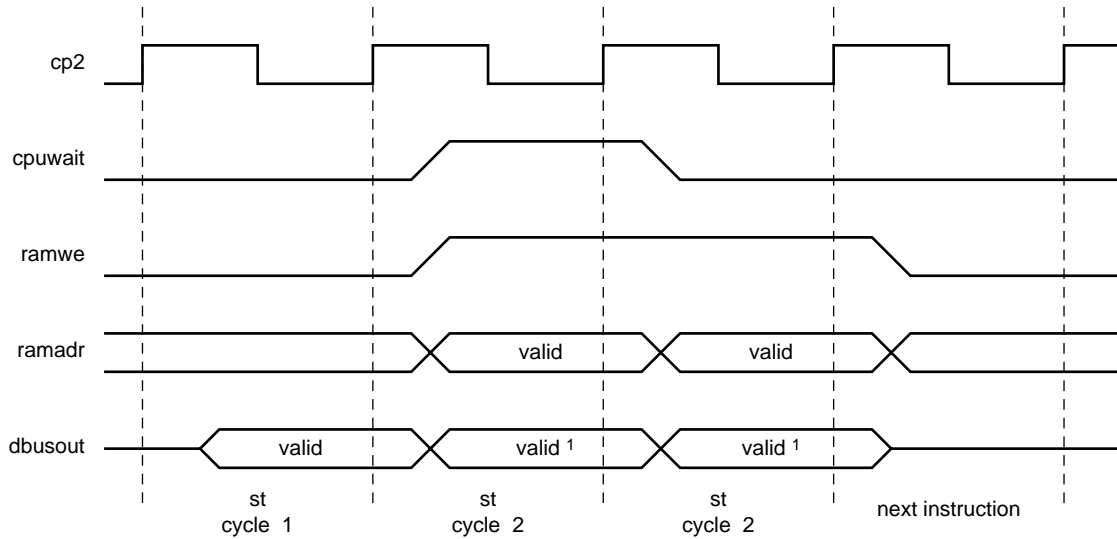 cp2
cpuwait
ramwe
ramadr
valid valid
dbusout
valid valid 1 valid 1
st st st
cycle 1 cycle 2 cycle 2 next instruction